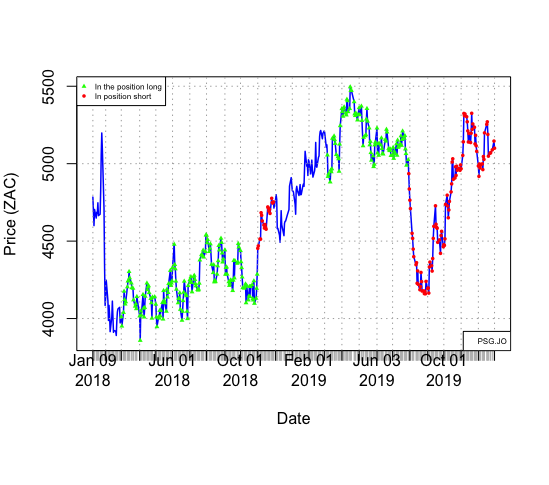 In the position long
In position short
5500
5000
4500
4000
Price (ZAC)
PSG.JO
Jan 09 Jun 01 Oct 01 Feb 01 Jun 03 Oct 01
2018 2018 2018 2019 2019 2019
Date